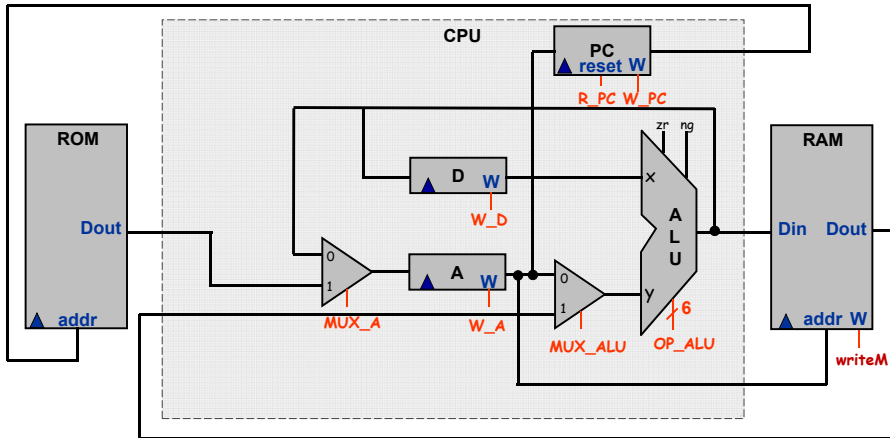 CPU
PC
reset W
R_PC W_PC
ROM
zr ng
RAM
D
W
x
W_D
Dout
A
L
U
Din Dout
0
1
A
W
0
1
y
addr
MUX_A
W_A
MUX_ALU
6
OP_ALU
addr W
writeM